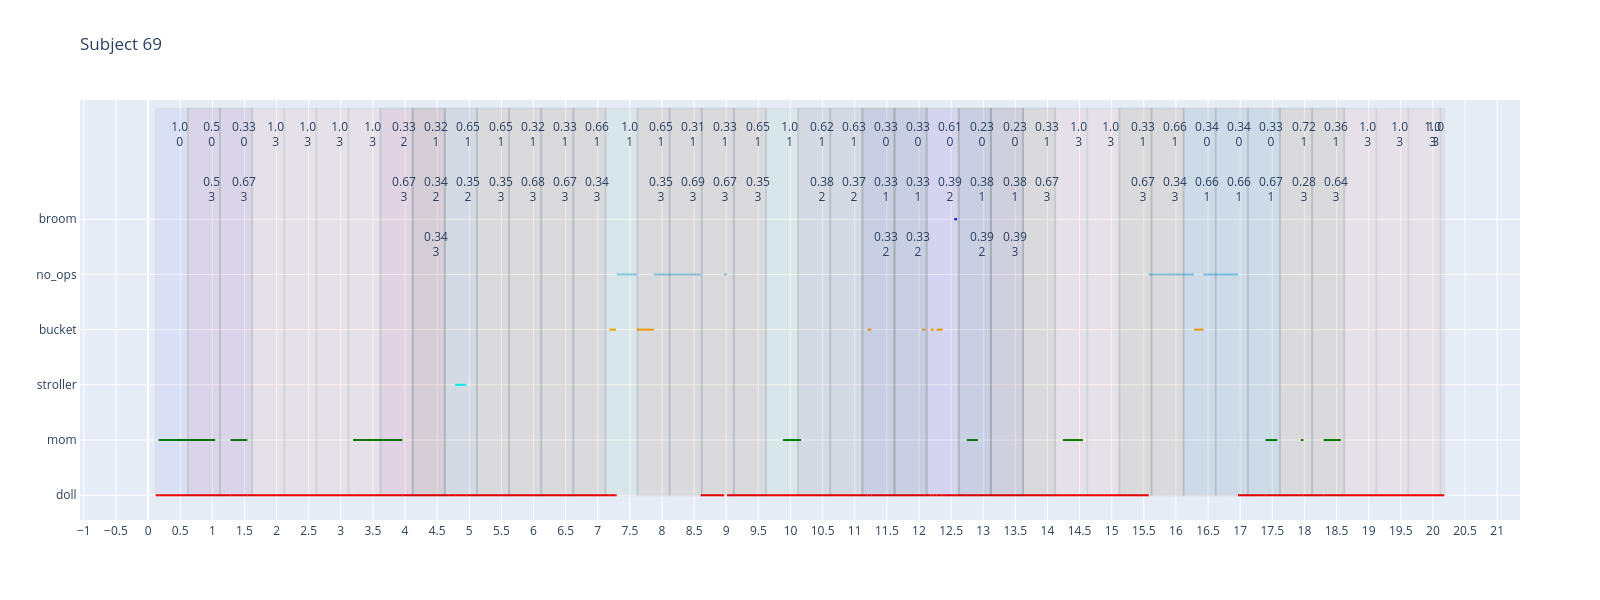 Subject 69
1.0 0.5 0.33 1.0 1.0 1.0 1.0 0.33 0.32 0.65 0.65 0.32 0.33 0.66 1.0 0.65 0.31 0.33 0.65 1.0 0.62 0.63 0.33 0.33 0.61 0.23 0.23 0.33 1.0 1.0 0.33 0.66 0.34 0.34 0.33 0.72 0.36 1.0 1.0 1.0
0 0 0 3 3 3 3 2 1 1 1 1 1 1 1 1 1 1 1 1 1 1 0 0 0 0 0 1 3 3 1 1 0 0 0 1 1 3 3 3
0.5 0.67 0.67 0.34 0.35 0.35 0.68 0.67 0.34 0.35 0.69 0.67 0.35 0.38 0.37 0.33 0.33 0.39 0.38 0.38 0.67 0.67 0.34 0.66 0.66 0.67 0.28 0.64
3 3 3 2 2 3 3 3 3 3 3 3 3 2 2 1 1 2 1 1 3 3 3 1 1 1 3 3
broom
0.34 0.33 0.33 0.39 0.39
3 2 2 2 3
no_ops
bucket
stroller
mom
doll
−1 −0.5 0 0.5 1 1.5 2 2.5 3 3.5 4 4.5 5 5.5 6 6.5 7 7.5 8 8.5 9 9.5 10 10.5 11 11.5 12 12.5 13 13.5 14 14.5 15 15.5 16 16.5 17 17.5 18 18.5 19 19.5 20 20.5 21